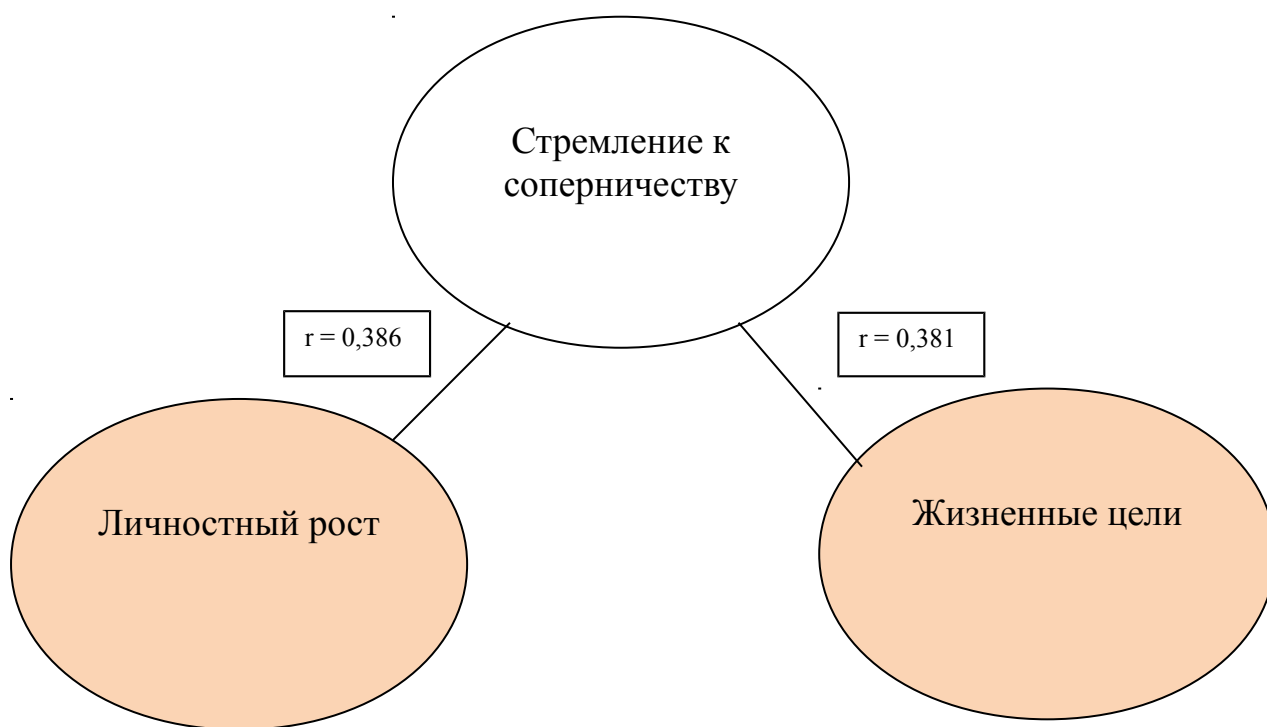 Стремление к
соперничеству
r = 0,386
r = 0,381
Личностный рост
Жизненные цели